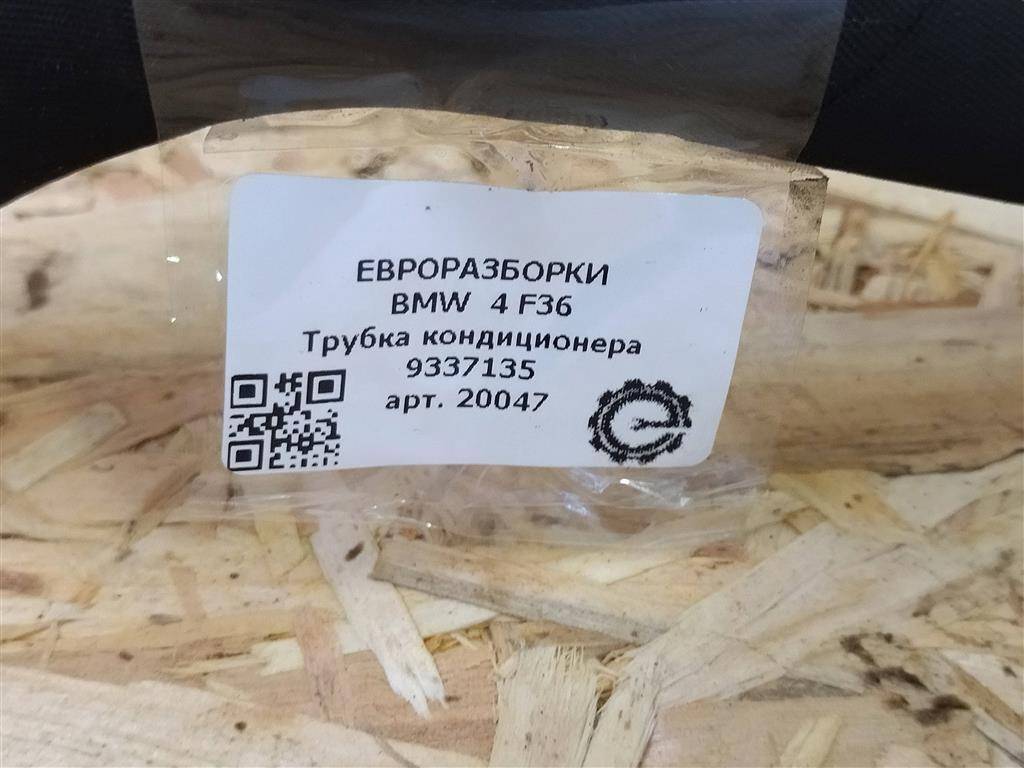 ЕВРОРАЗБОРКИ
BMW 4 F36
Трубка кондиционера
9337135
арт. 20047